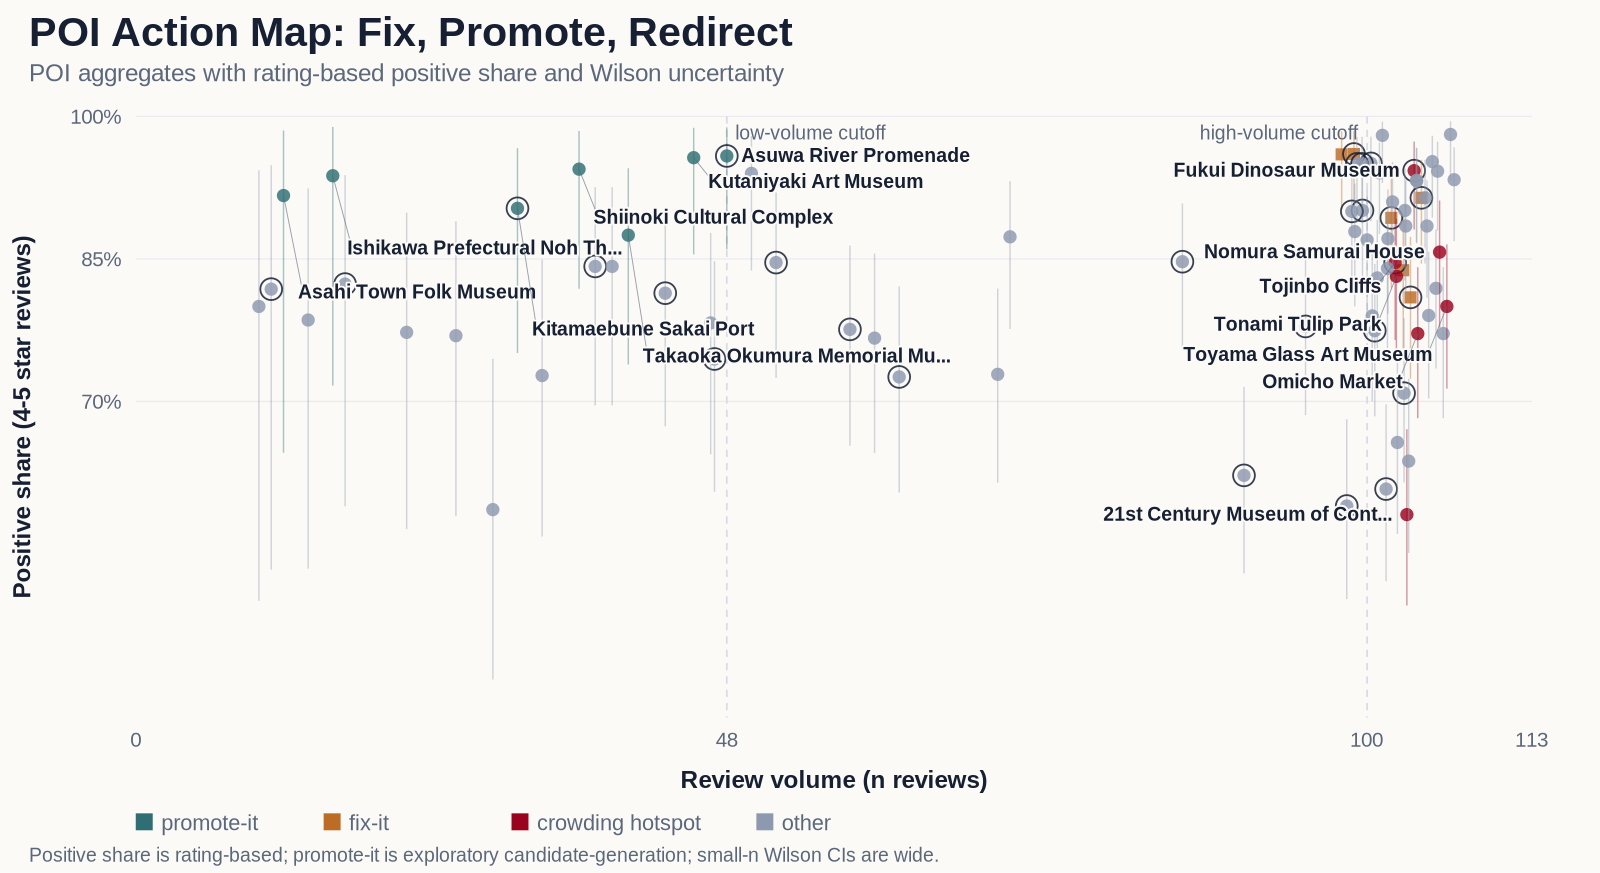 POI Action Map: Fix, Promote, Redirect
POI aggregates with rating-based positive share and Wilson uncertainty
100%
85%
70%
Positive share (4-5 star reviews)
low-volume cutoff
high-volume cutoff
Asuwa River Promenade
Kutaniyaki Art Museum
Shiinoki Cultural Complex
Ishikawa Prefectural Noh Th...
Asahi Town Folk Museum
Kitamaebune Sakai Port
Takaoka Okumura Memorial Mu...
Fukui Dinosaur Museum
Nomura Samurai House
Tojinbo Cliffs
Tonami Tulip Park
Toyama Glass Art Museum
Omicho Market
21st Century Museum of Cont...
0
48
100
113
Review volume (n reviews)
promote-it
fix-it
crowding hotspot
other
Positive share is rating-based; promote-it is exploratory candidate-generation; small-n Wilson CIs are wide.